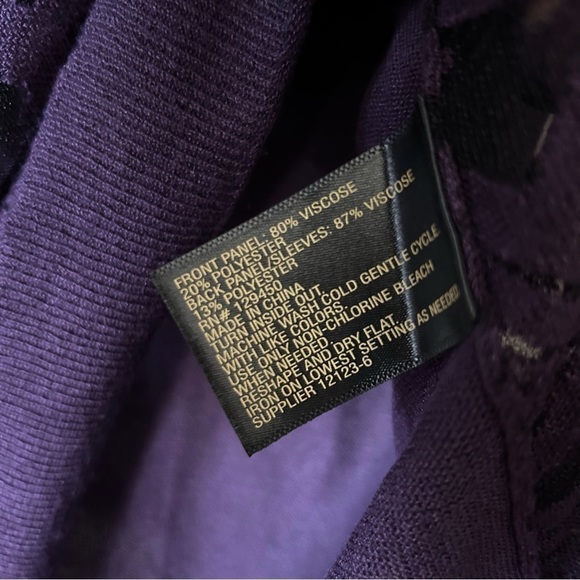 FRONT PANEL: 80% VISCOSE
20% POLYESTER
BACK PANEL/SLEEVES: 87% VISCOSE
13% POLYESTER
RN# 129450
MADE IN CHINA
TURN INSIDE OUT.
MACHINE WASH COLD GENTLE CYCLE
WITH LIKE COLORS.
USE ONLY NON-CHLORINE BLEACH
WHEN NEEDED.
RESHAPE AND DRY FLAT.
IRON ON LOWEST SETTING AS NEEDED.
SUPPLIER 12123-6